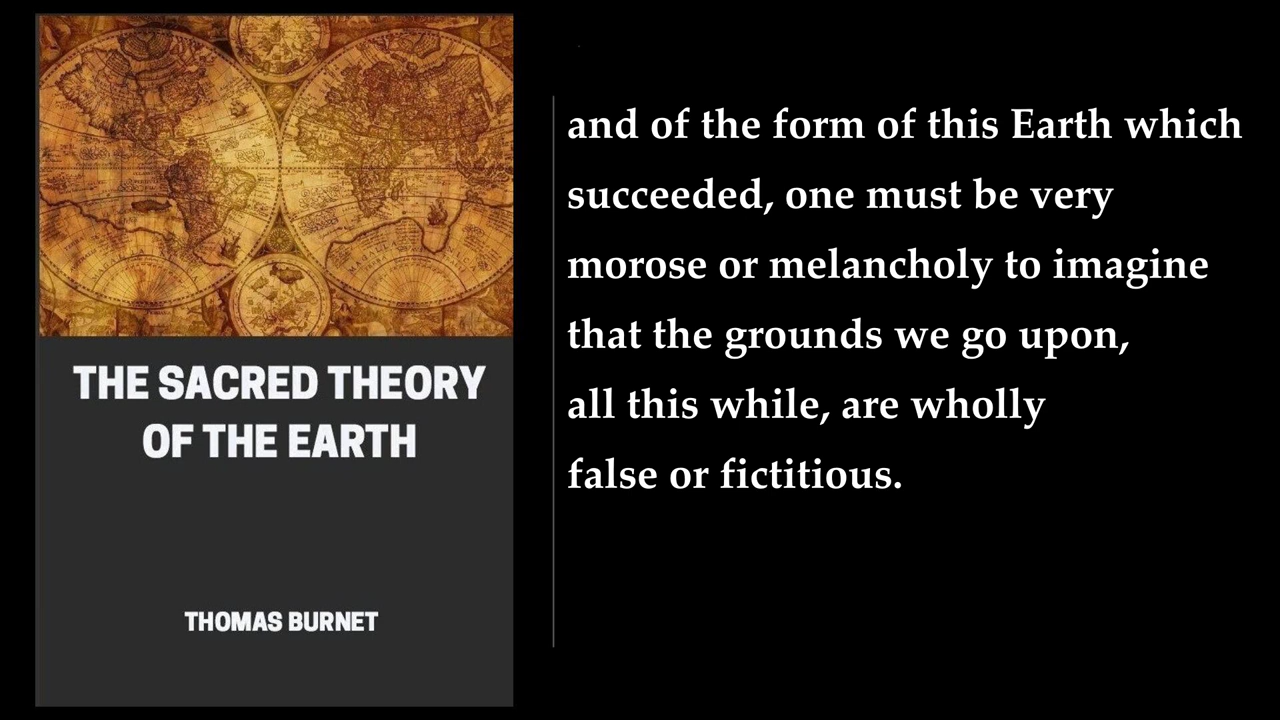 THE SACRED THEORY
OF THE EARTH
THOMAS BURNET
and of the form of this Earth which
succeeded, one must be very
morose or melancholy to imagine
that the grounds we go upon,
all this while, are wholly
false or fictitious.